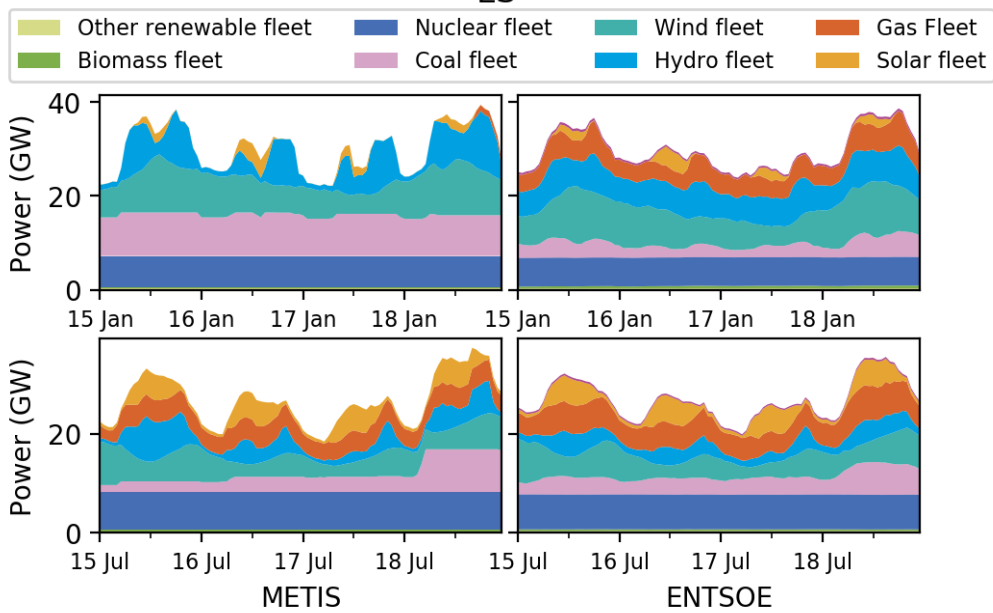 ES
Other renewable fleet Nuclear fleet Wind fleet Gas Fleet
Biomass fleet Coal fleet Hydro fleet Solar fleet
Power (GW)
40
20
0
15 Jan 16 Jan 17 Jan 18 Jan 15 Jan 16 Jan 17 Jan 18 Jan
Power (GW)
20
0
15 Jul 16 Jul 17 Jul 18 Jul 15 Jul 16 Jul 17 Jul 18 Jul
METIS ENTSOE